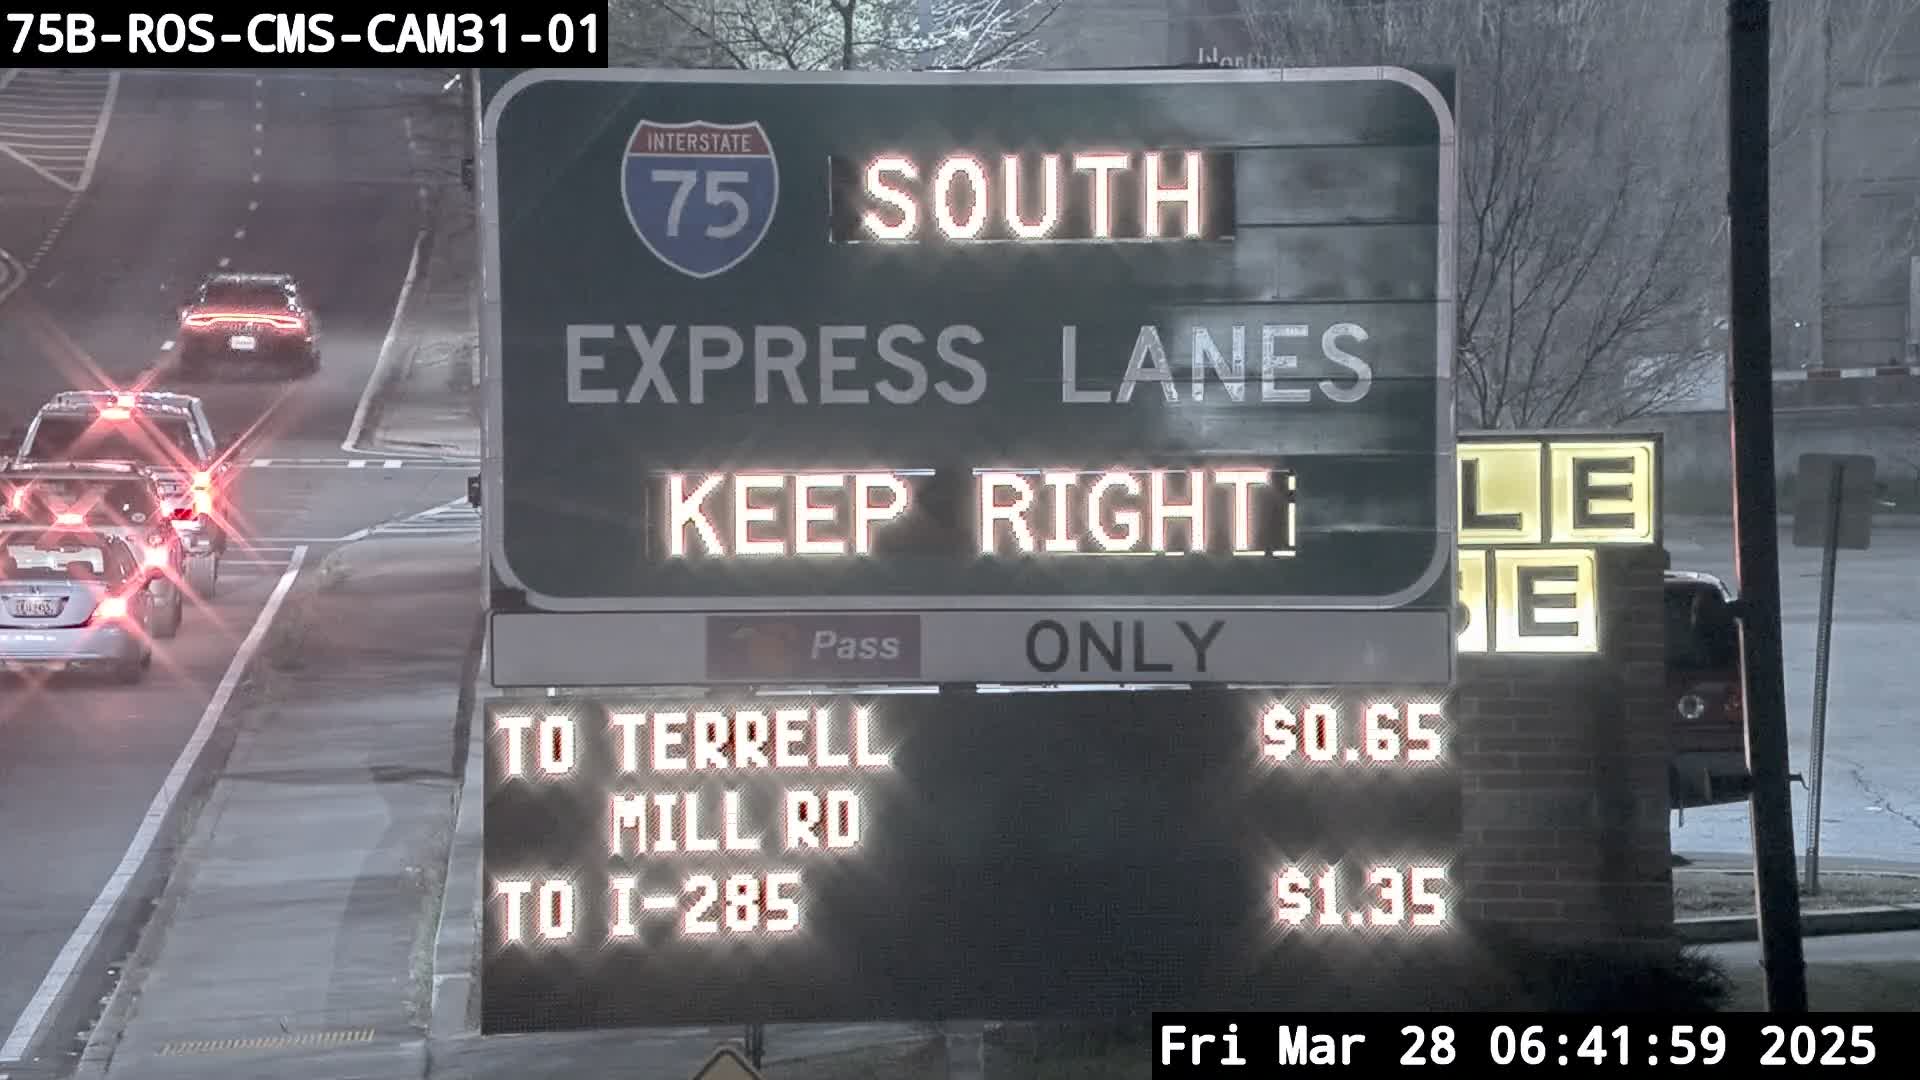 75B-ROS-CMS-CAM31-01
INTERSTATE
75
SOUTH
EXPRESS LANES
KEEP RIGHT
Pass ONLY
TO TERRELL $0.65
MILL RD
TO I-285 $1.35
LE
E
Fri Mar 28 06:41:59 2025